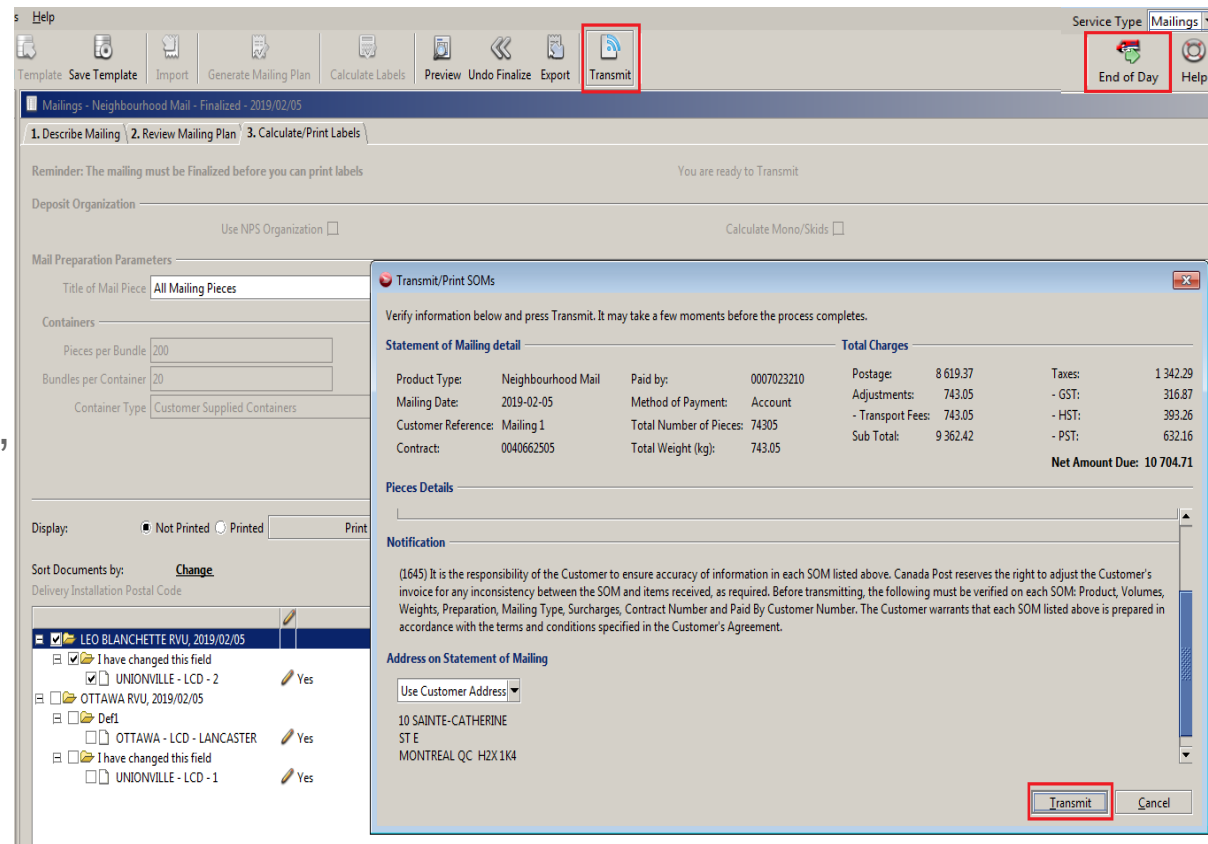 s Help
Service Type Mailings
Template Save Template Import Generate Mailing Plan Calculate Labels Preview Undo Finalize Export Transmit
End of Day Help
Mailings - Neighbourhood Mail - Finalized - 2019/02/05
1. Describe Mailing 2. Review Mailing Plan 3. Calculate/Print Labels
Reminder: The mailing must be Finalized before you can print labels
You are ready to Transmit
Deposit Organization
Use NPS Organization
Calculate Mono/Skids
Mail Preparation Parameters
Title of Mail Piece All Mailing Pieces
Containers
Pieces per Bundle 200
Bundles per Container 20
Container Type Customer Supplied Containers
,
Display: Not Printed Printed Print
Sort Documents by: Change
Delivery Installation Postal Code
LEO BLANCHETTE RVU, 2019/02/05
I have changed this field
UNIONVILLE - LCD - 2 Yes
OTTAWA RVU, 2019/02/05
Def1
OTTAWA - LCD - LANCASTER Yes
I have changed this field
UNIONVILLE - LCD - 1 Yes
Transmit/Print SOMs
Verify information below and press Transmit. It may take a few moments before the process completes.
Statement of Mailing detail
Total Charges
Product Type: Neighbourhood Mail Paid by: 0007023210 Postage: 8 619.37 Taxes: 1 342.29
Mailing Date: 2019-02-05 Method of Payment: Account Adjustments: 743.05 - GST: 316.87
Customer Reference: Mailing 1 Total Number of Pieces: 74305 - Transport Fees: 743.05 - HST: 393.26
Contract: 0040662505 Total Weight (kg): 743.05 Sub Total: 9 362.42 - PST: 632.16
Net Amount Due: 10 704.71
Pieces Details
Notification
(1645) It is the responsibility of the Customer to ensure accuracy of information in each SOM listed above. Canada Post reserves the right to adjust the Customer's
invoice for any inconsistency between the SOM and items received, as required. Before transmitting, the following must be verified on each SOM: Product, Volumes,
Weights, Preparation, Mailing Type, Surcharges, Contract Number and Paid By Customer Number. The Customer warrants that each SOM listed above is prepared in
accordance with the terms and conditions specified in the Customer's Agreement.
Address on Statement of Mailing
Use Customer Address
10 SAINTE-CATHERINE
ST E
MONTREAL QC H2X 1K4
Transmit Cancel